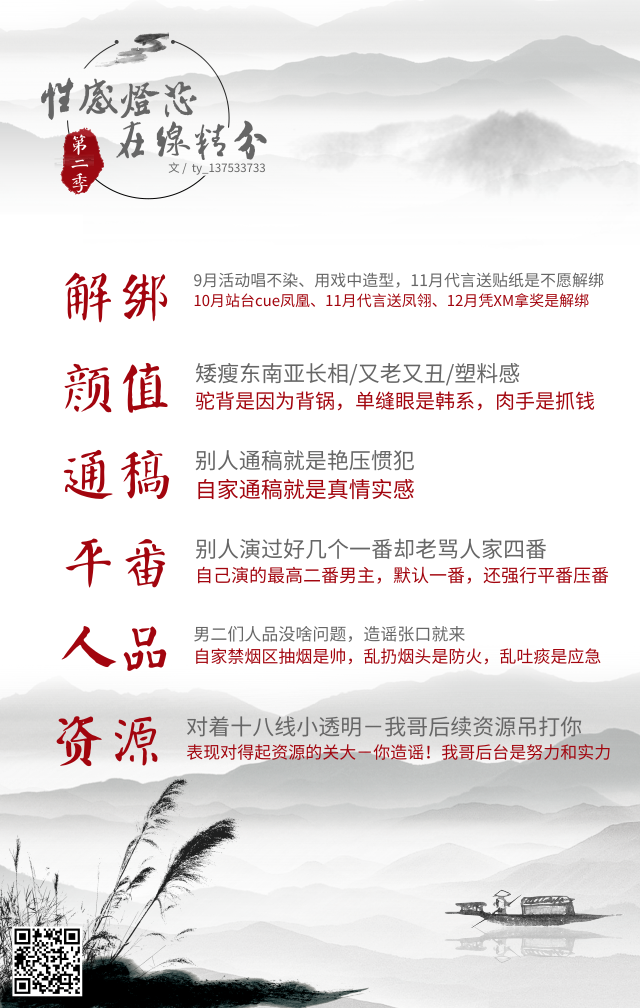 性感燈芯
在线精分
第二季
文 / ty_137533733
解绑
9月活动唱不染、用戏中造型，11月代言送贴纸是不愿解绑
10月站台cue凤凰、11月代言送凤翎、12月凭XM拿奖是解绑
颜值
矮瘦东南亚长相/又老又丑/塑料感
驼背是因为背锅，单缝眼是韩系，肉手是抓钱
通稿
别人通稿就是艳压惯犯
自家通稿就是真情实感
平番
别人演过好几个一番却老骂人家四番
自己演的最高二番男主，默认一番，还强行平番压番
人品
男二们人品没啥问题，造谣张口就来
自家禁烟区抽烟是帅，乱扔烟头是防火，乱吐痰是应急
资源
对着十八线小透明－我哥后续资源吊打你
表现对得起资源的关大－你造谣！我哥后台是努力和实力